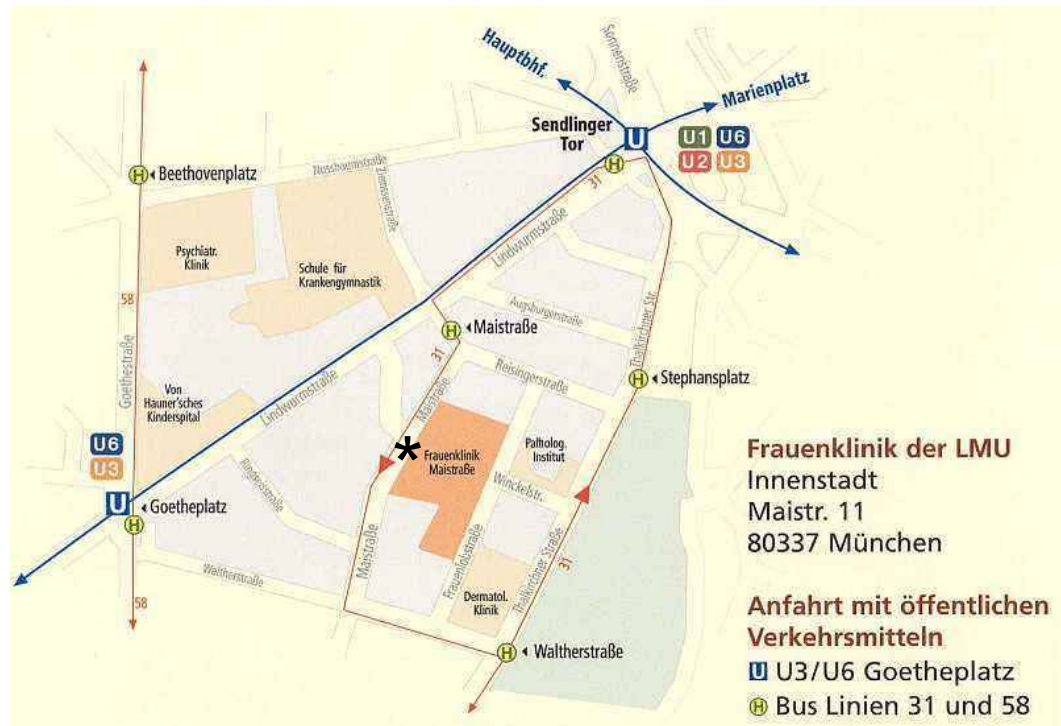 Hauptbhf.
Sonnenstraße
Marienplatz
Sendlinger
Tor
U
U1 U6
U2 U3
H
31
H Beethovenplatz
Nussbaumstraße
Ziemssenstraße
Lindwurmstraße
Psychiatr.
Klinik
Schule für
Krankengymnastik
58
Goethestraße
Augsburgerstraße
Thalkirchner Str.
H Maistraße
31
Reisingerstraße
H Stephansplatz
Von
Hauner'sches
Kinderspital
Lindwurmstraße
Maistraße
*
Frauenklinik
Maistraße
Patholog.
Institut
U6
U3
U
H Goetheplatz
Winckelstr.
Maistraße
Frauenlobstraße
Thalkirchner Straße
31
Waltherstraße
58
Dermatol.
Klinik
H Waltherstraße
Frauenklinik der LMU
Innenstadt
Maistr. 11
80337 München
Anfahrt mit öffentlichen
Verkehrsmitteln
U U3/U6 Goetheplatz
H Bus Linien 31 und 58